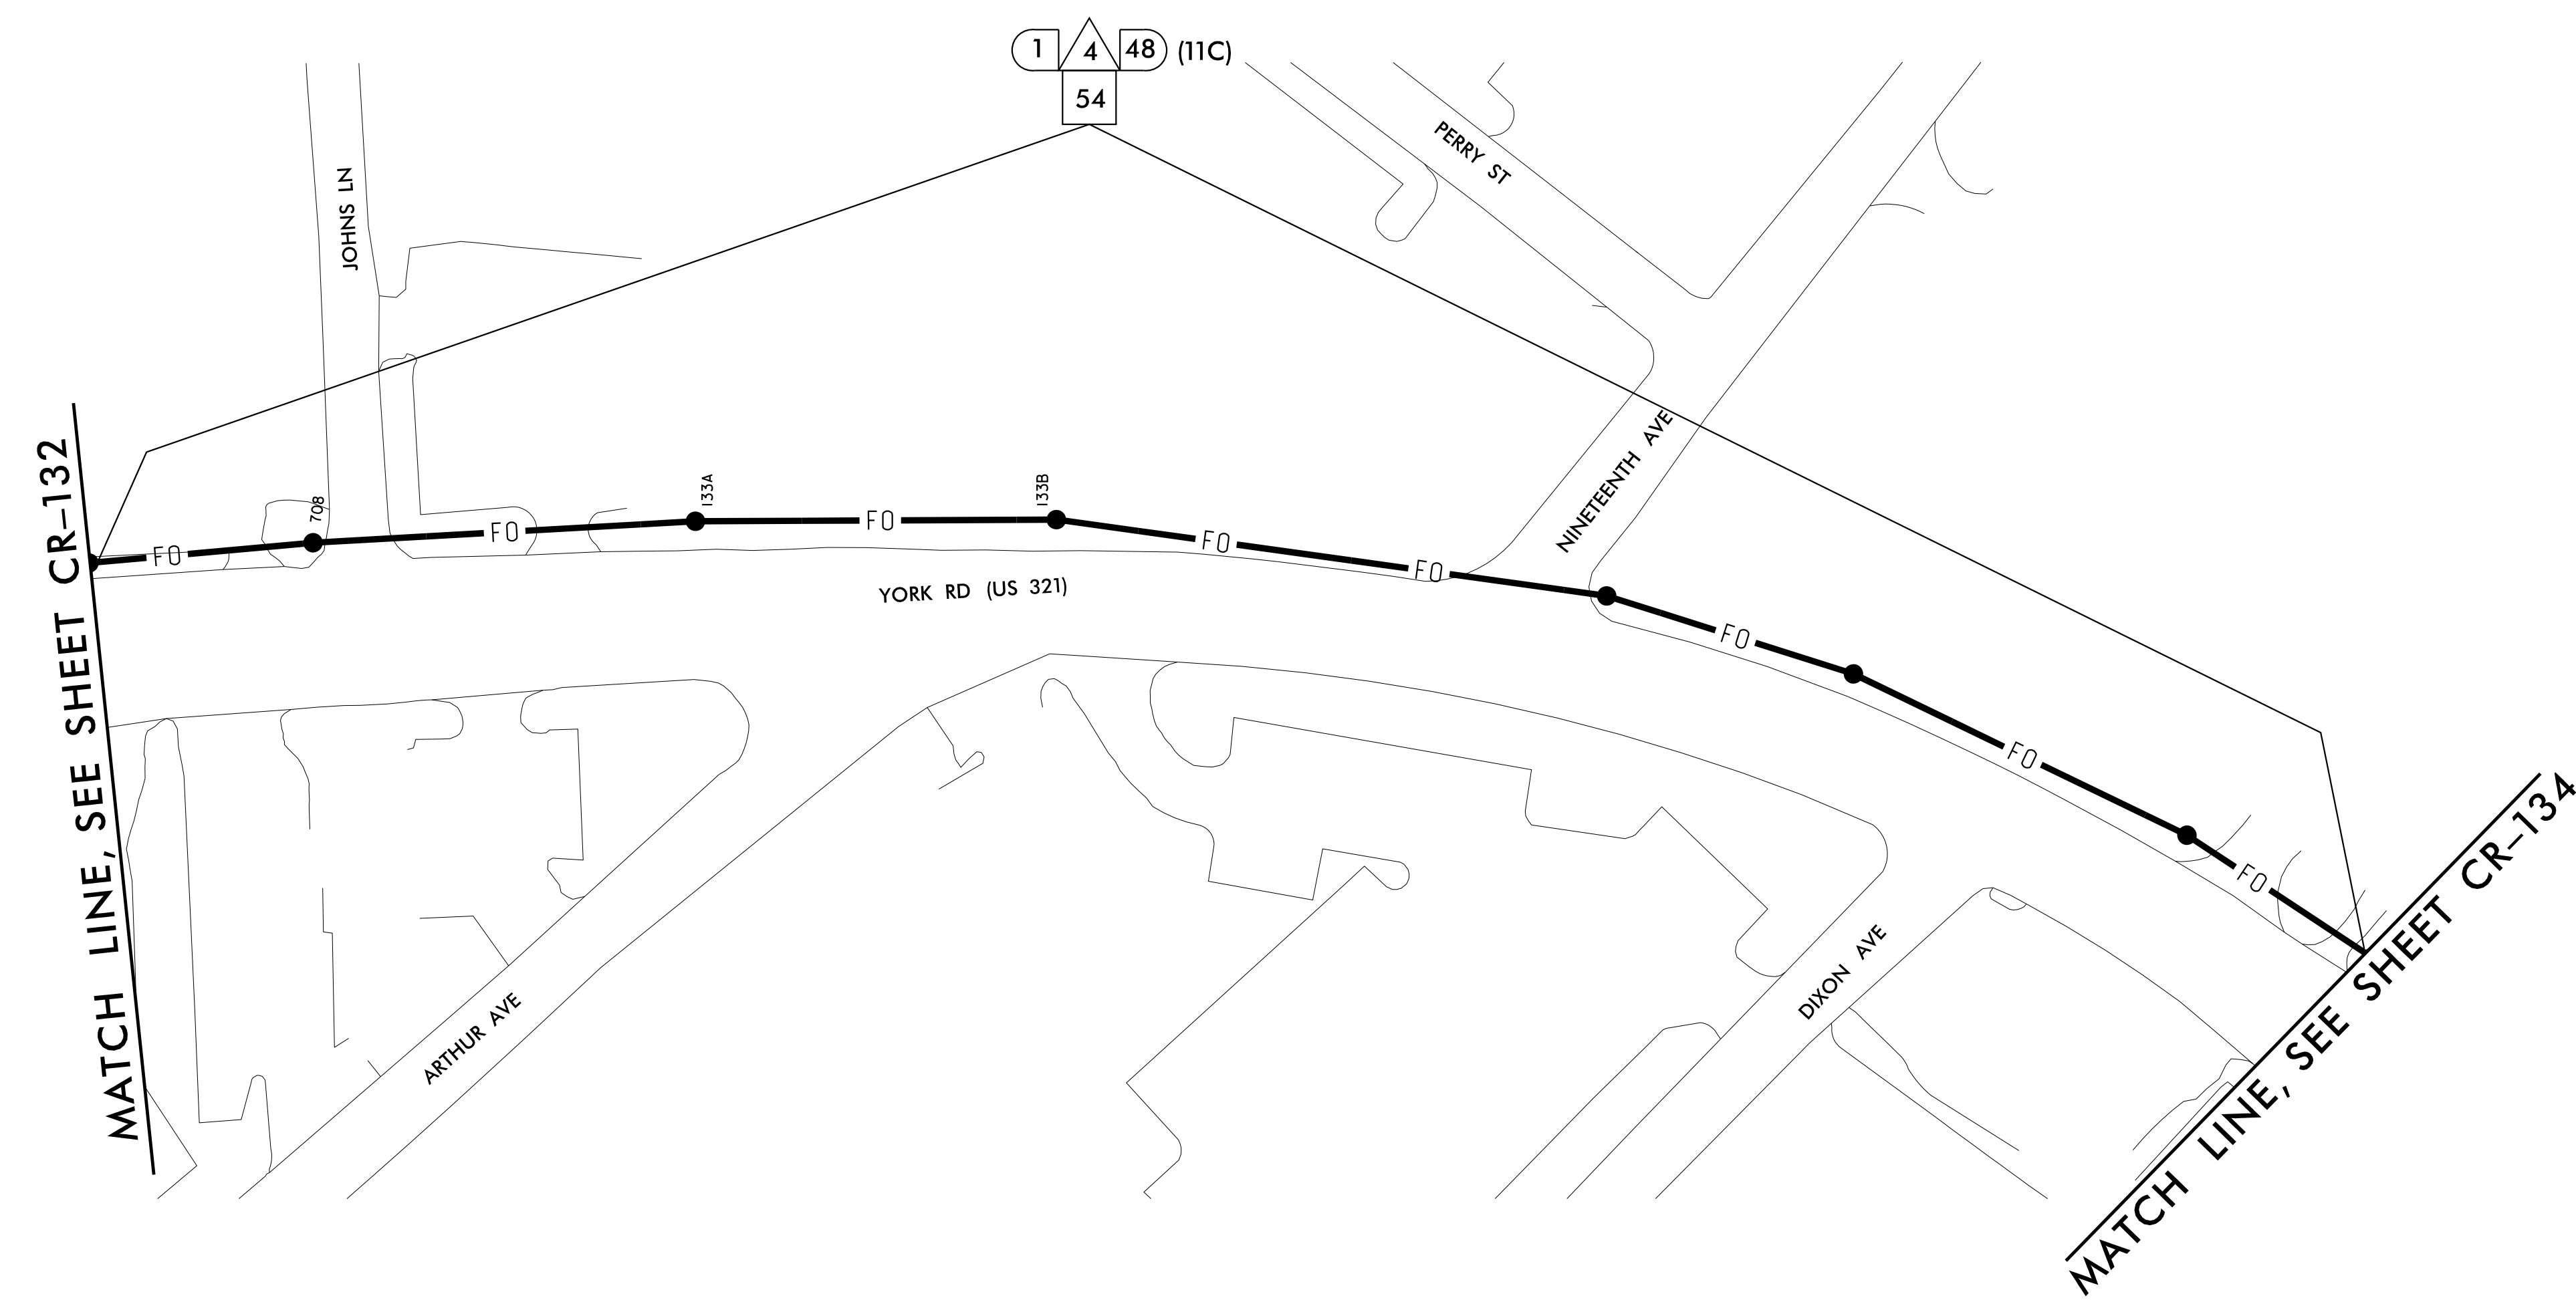 1 4 48 (11C)
54
PERRY ST
JOHNS LN
NINETEENTH AVE
MATCH LINE, SEE SHEET CR-132
708
133A
133B
FO
FO
FO
FO
FO
FO
FO
FO
YORK RD (US 321)
ARTHUR AVE
DIXON AVE
MATCH LINE, SEE SHEET CR-134